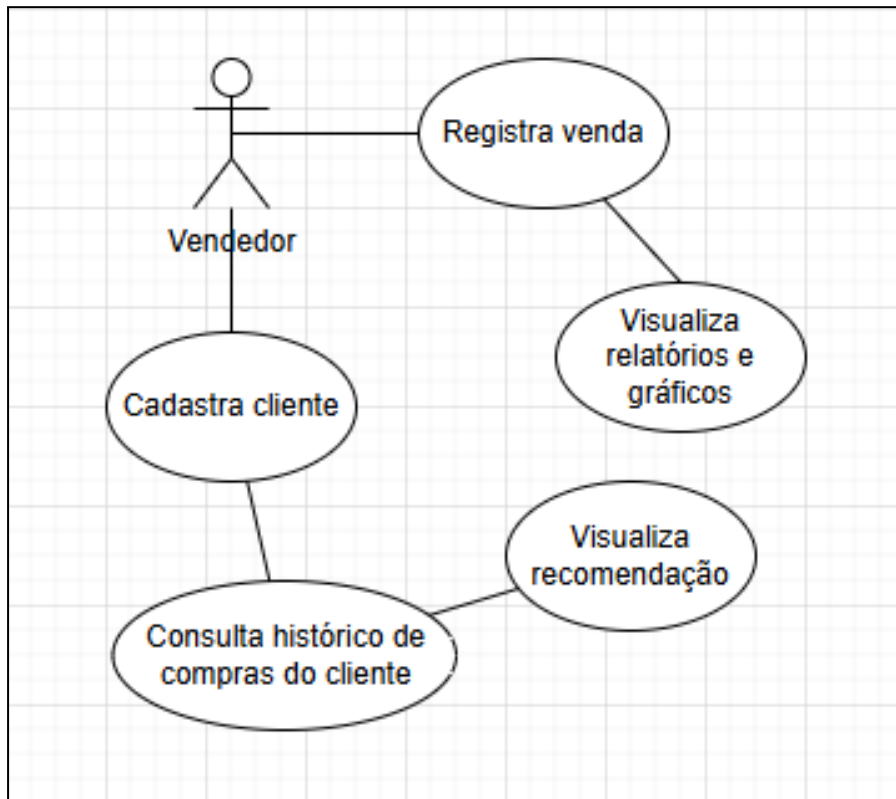 Registra venda
Vendedor
Visualiza
relatórios e
gráficos
Cadastra cliente
Visualiza
recomendação
Consulta histórico de
compras do cliente